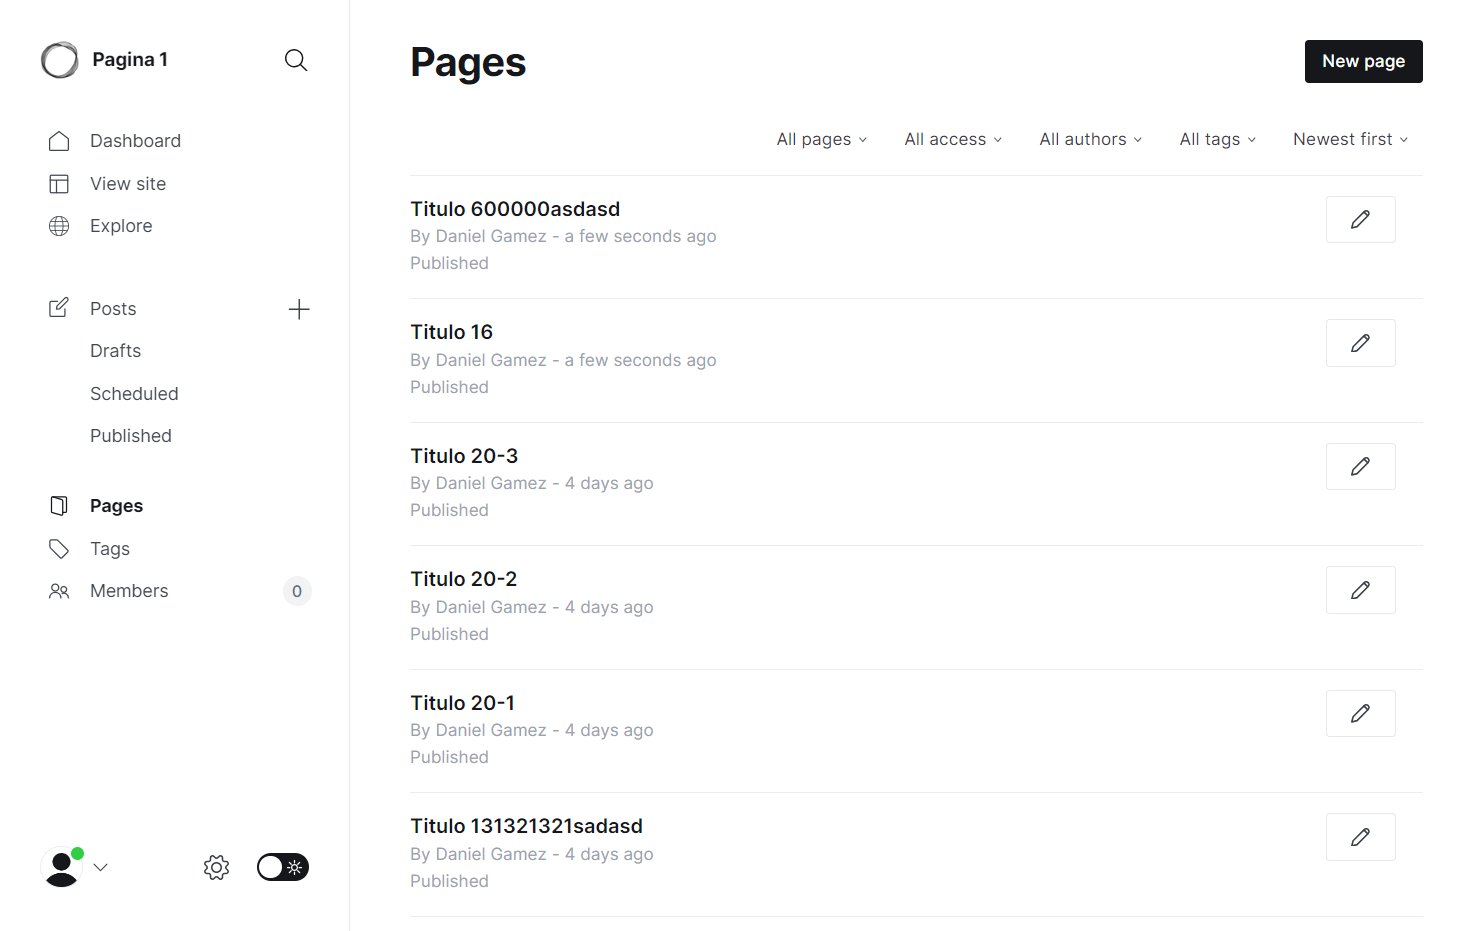 Pagina 1
Dashboard
View site
Explore
Posts
Drafts
Scheduled
Published
Pages
Tags
Members
0
Pages
New page
All pages
All access
All authors
All tags
Newest first
Titulo 600000asdasd
By Daniel Gamez - a few seconds ago
Published
Titulo 16
By Daniel Gamez - a few seconds ago
Published
Titulo 20-3
By Daniel Gamez - 4 days ago
Published
Titulo 20-2
By Daniel Gamez - 4 days ago
Published
Titulo 20-1
By Daniel Gamez - 4 days ago
Published
Titulo 131321321sadasd
By Daniel Gamez - 4 days ago
Published